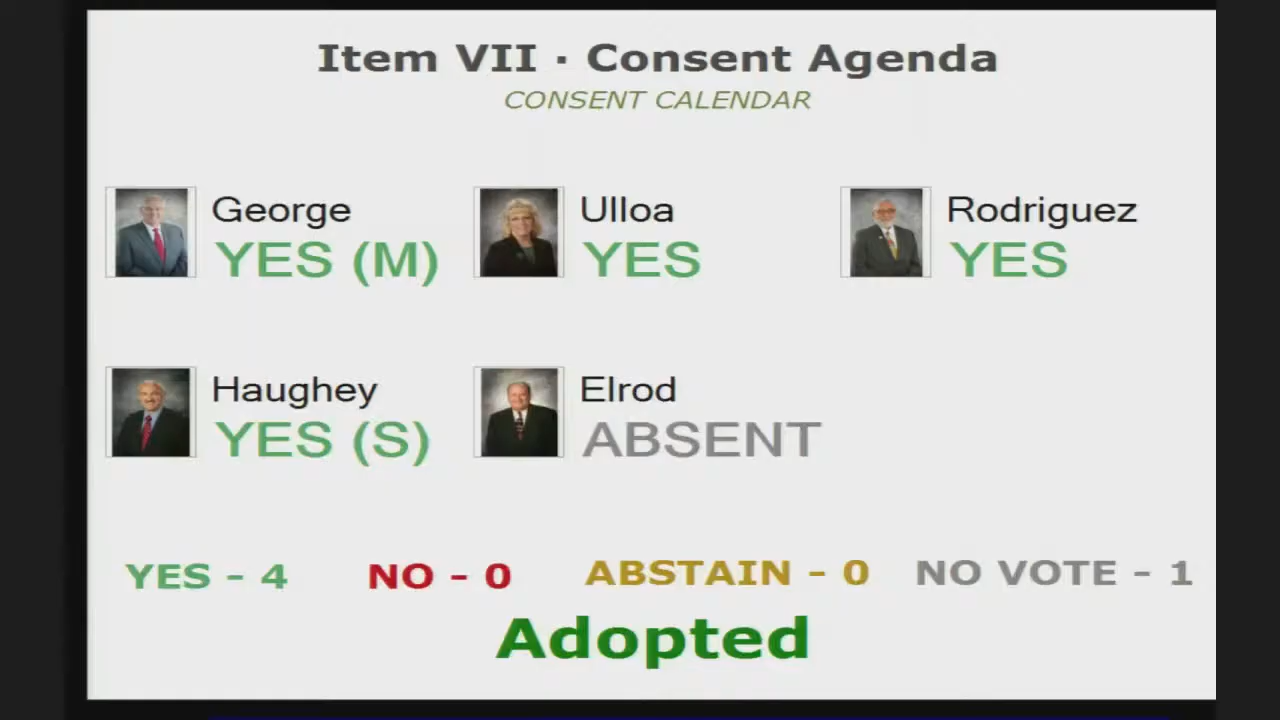 Item VII · Consent Agenda
CONSENT CALENDAR
George
YES (M)
Ulloa
YES
Rodriguez
YES
Haughey
YES (S)
Elrod
ABSENT
YES - 4
NO - 0
ABSTAIN - 0
NO VOTE - 1
Adopted